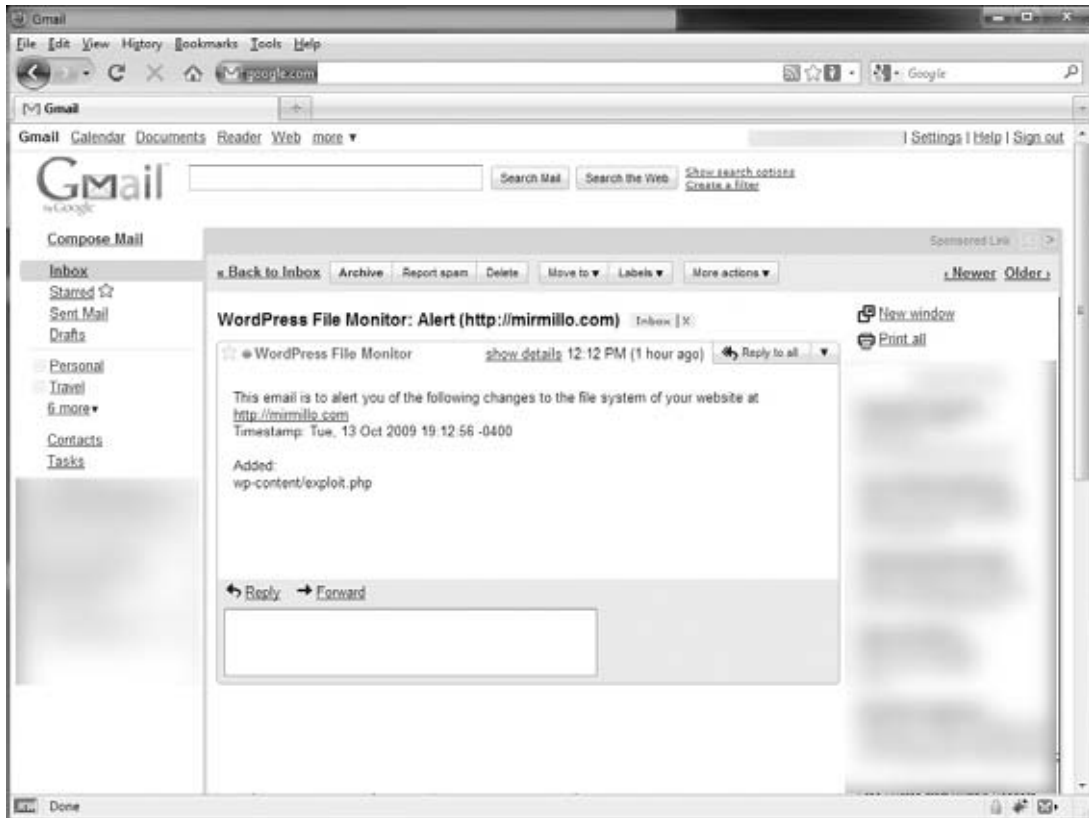 Gmail
File Edit View History Bookmarks Tools Help
google.com
Google
Gmail
Gmail Calendar Documents Reader Web more ▼
| Settings | Help | Sign out
Gmail
by Google
Search Mail Search the Web
Show search options
Create a filter
Compose Mail
Sponsored Link
Inbox
Starred
Sent Mail
Drafts
Personal
Travel
6 more ▼
Contacts
Tasks
« Back to Inbox Archive Report spam Delete Move to ▼ Labels ▼ More actions ▼
‹ Newer Older ›
WordPress File Monitor: Alert (http://mirmillo.com) Inbox | X
New window
Print all
WordPress File Monitor show details 12:12 PM (1 hour ago) Reply to all ▼
This email is to alert you of the following changes to the file system of your website at
http://mirmillo.com
Timestamp: Tue, 13 Oct 2009 19:12:56 -0400
Added:
wp-content/exploit.php
Reply Forward
Done